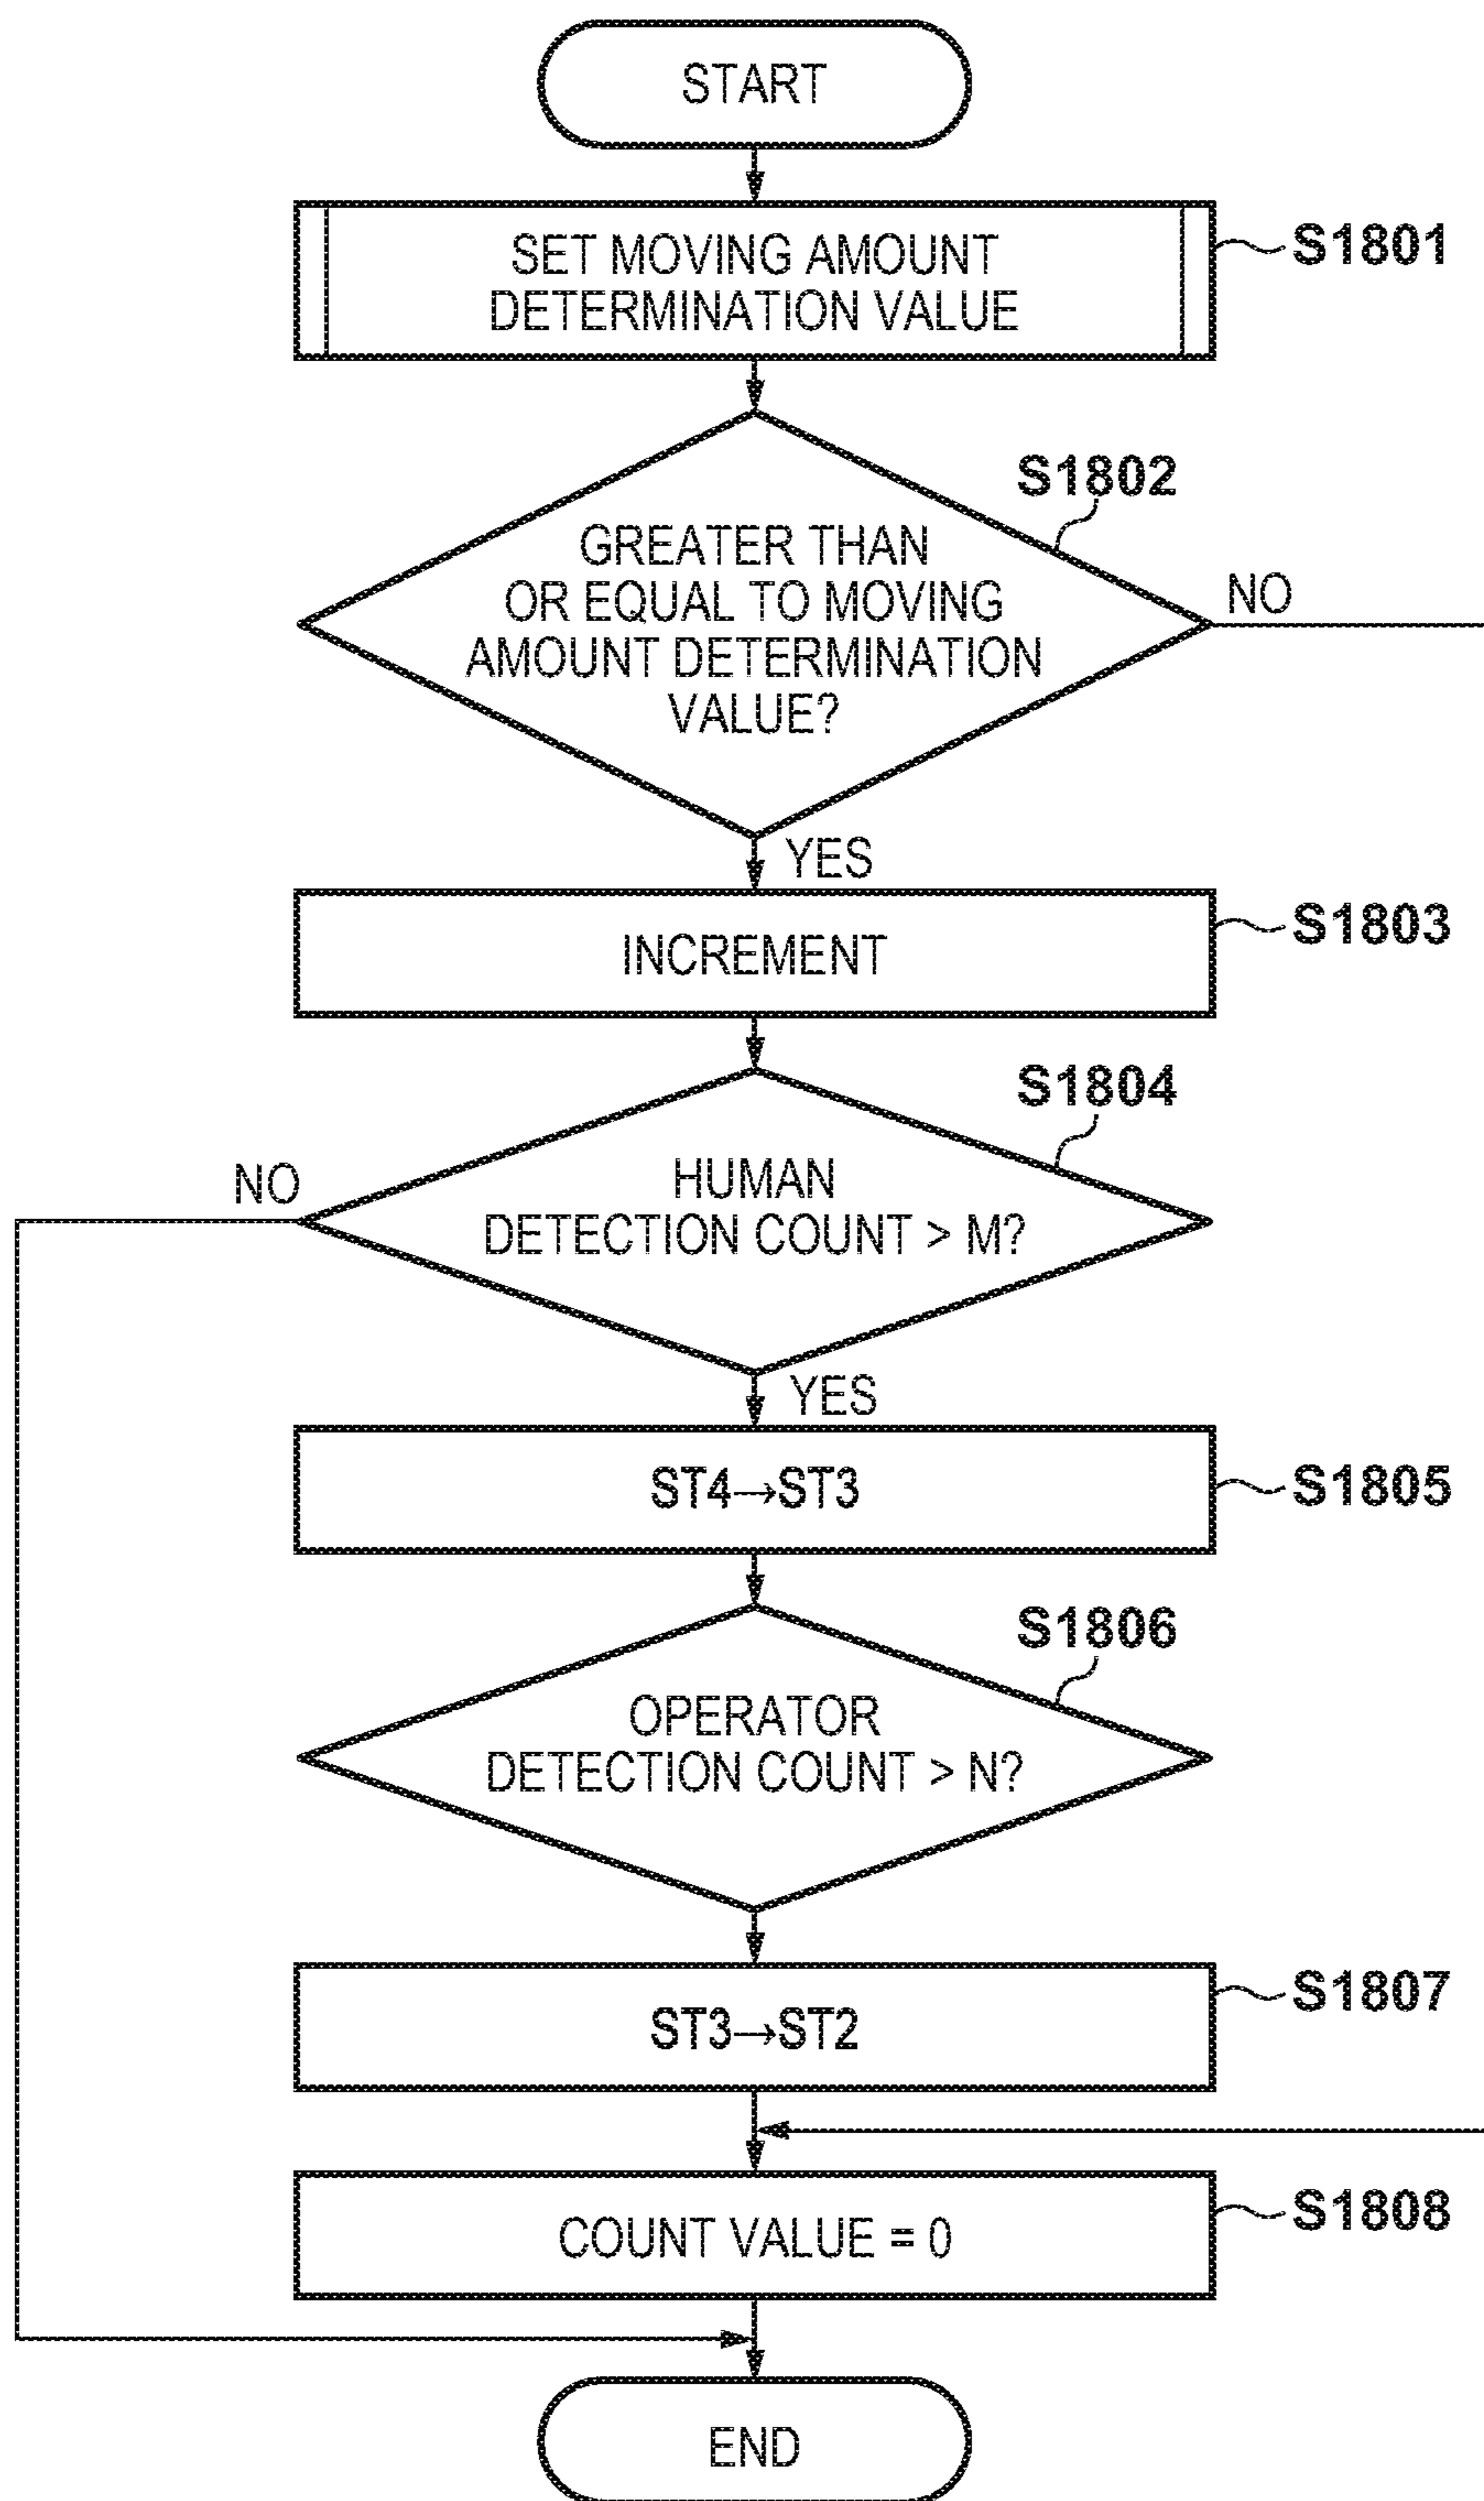 START
SET MOVING AMOUNT
DETERMINATION VALUE
S1801
S1802
GREATER THAN
OR EQUAL TO MOVING
AMOUNT DETERMINATION
VALUE?
NO
YES
INCREMENT
S1803
S1804
NO
HUMAN
DETECTION COUNT > M?
YES
ST4→ST3
S1805
S1806
OPERATOR
DETECTION COUNT > N?
ST3→ST2
S1807
COUNT VALUE = 0
S1808
END